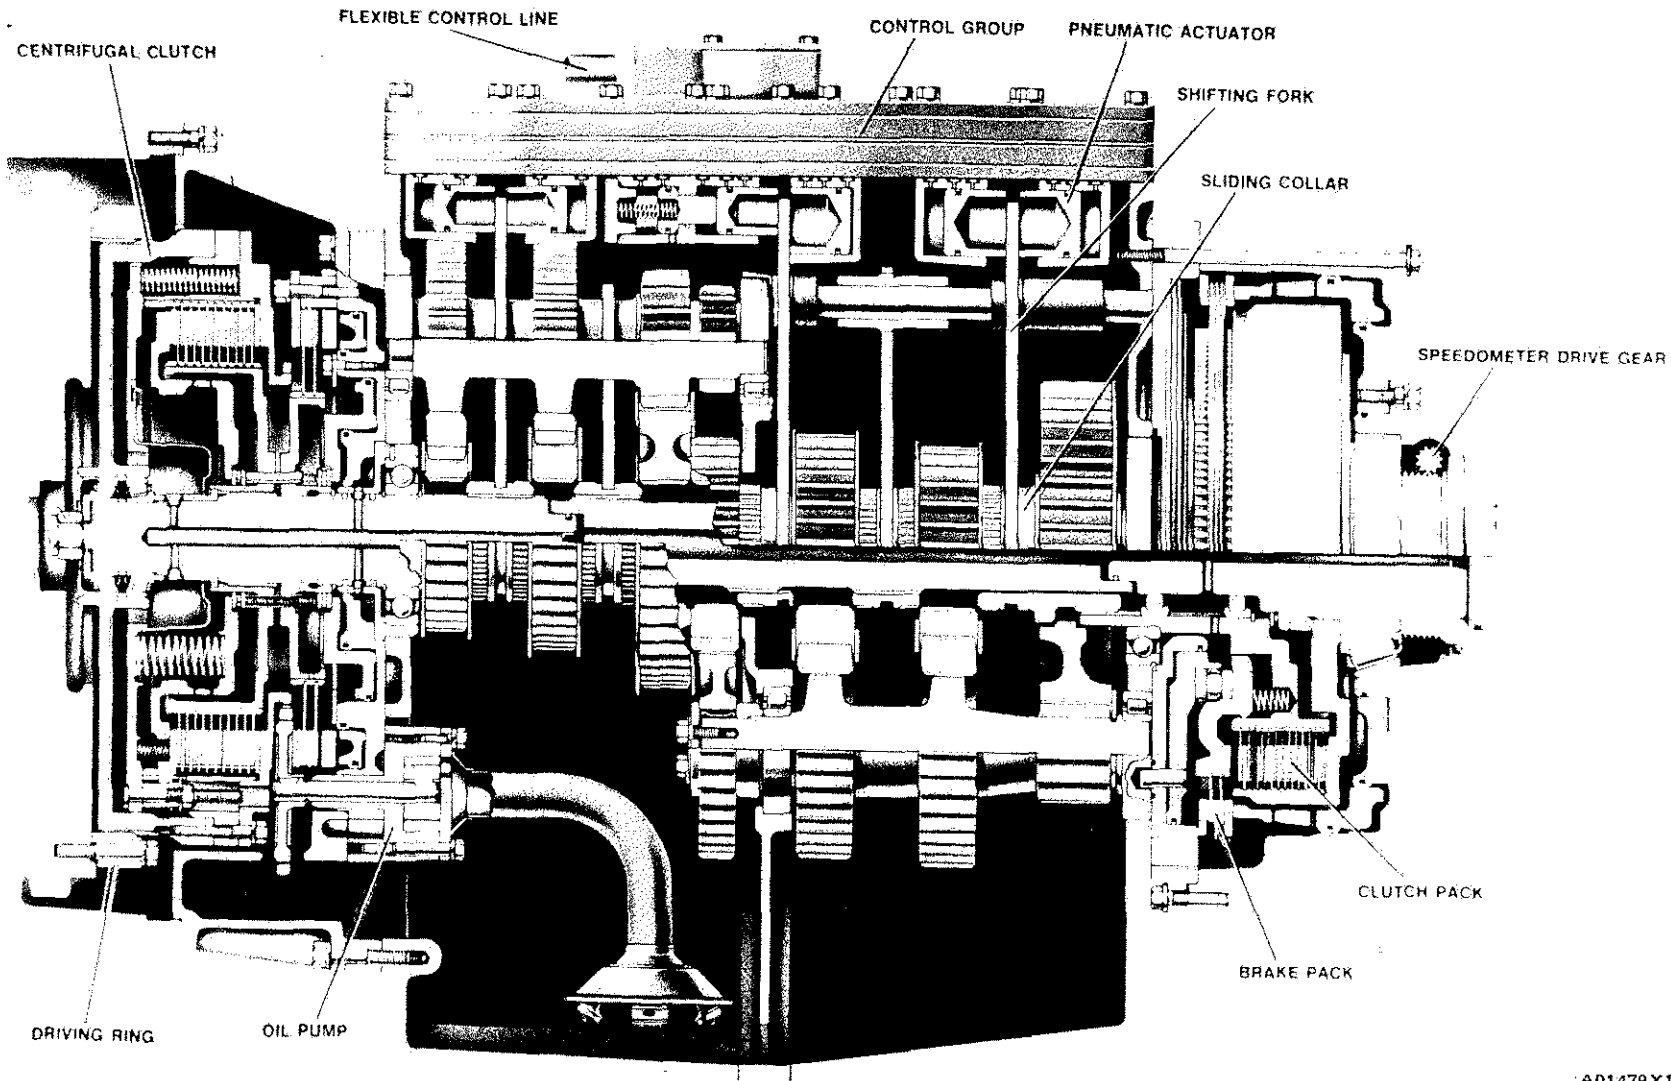 FLEXIBLE CONTROL LINE
CONTROL GROUP
PNEUMATIC ACTUATOR
CENTRIFUGAL CLUTCH
SHIFTING FORK
SLIDING COLLAR
SPEEDOMETER DRIVE GEAR
CLUTCH PACK
BRAKE PACK
OIL PUMP
DRIVING RING
AD1479X1